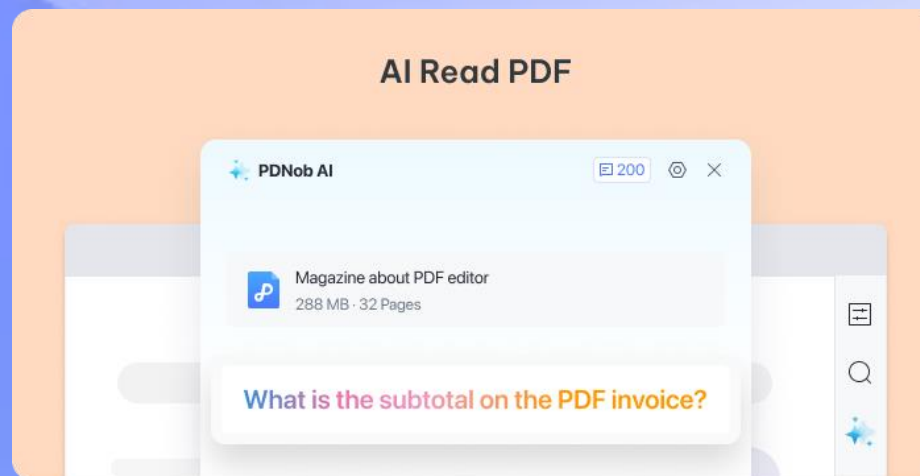 AI Read PDF
PDNob AI
200
Magazine about PDF editor
288 MB · 32 Pages
What is the subtotal on the PDF invoice?